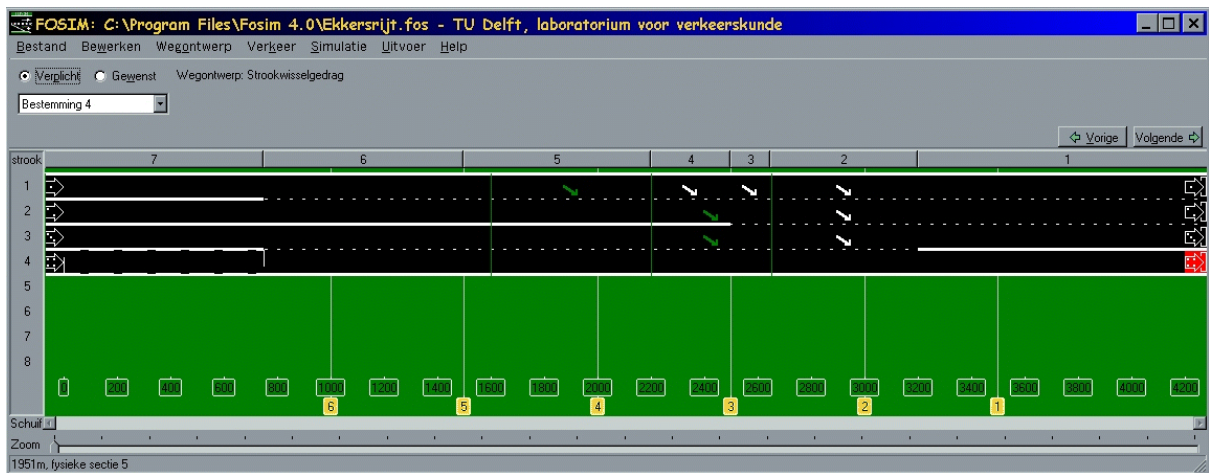 FOSIM: C:\Program Files\Fosim 4.0\Ekkersrijt.fos - TU Delft, laboratorium voor verkeerskunde
Bestand Bewerken Wegontwerp Verkeer Simulatie Uitvoer Help
Verplicht Gewenst Wegontwerp: Strookwisselgedrag
Bestemming 4
Vorige Volgende
strook 7 6 5 4 3 2 1
1
2
3
4
5
6
7
8
0 200 400 600 800 1000 1200 1400 1600 1800 2000 2200 2400 2600 2800 3000 3200 3400 3600 3800 4000 4200
6 5 4 3 2 1
Schuif
Zoom
1951m, fysieke sectie 5